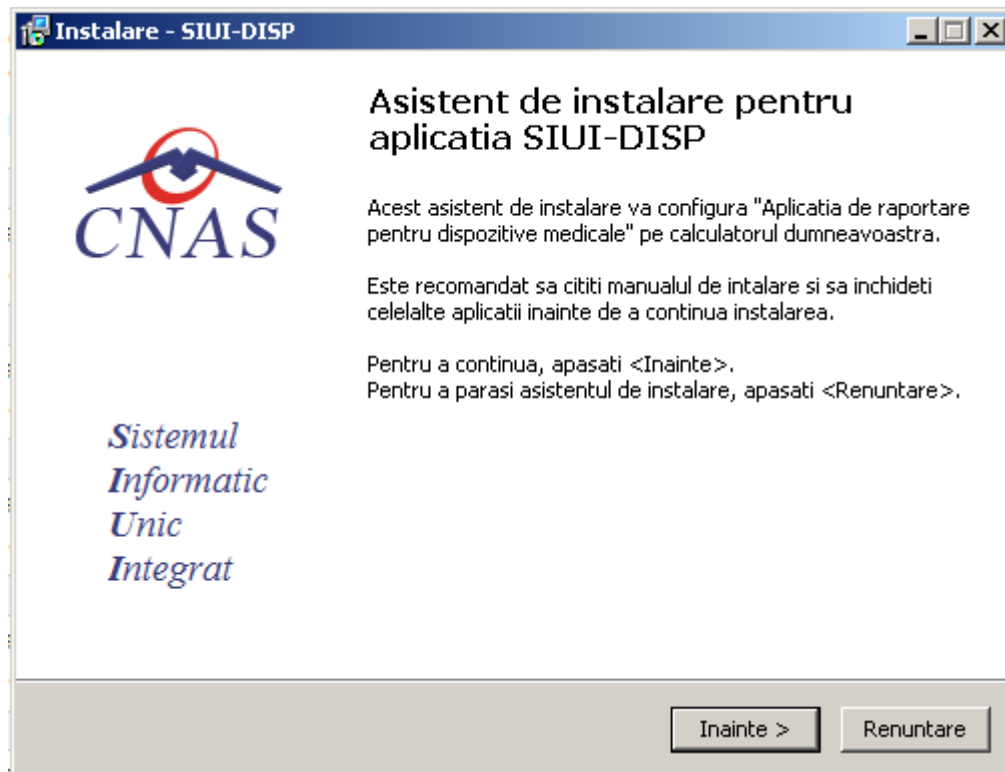 Instalare - SIUI-DISP
Asistent de instalare pentru
aplicatia SIUI-DISP
CNAS
Acest asistent de instalare va configura "Aplicatia de raportare
pentru dispozitive medicale" pe calculatorul dumneavoastra.
Este recomandat sa cititi manualul de intalare si sa inchideti
celelalte aplicatii inainte de a continua instalarea.
Pentru a continua, apasati <Inainte>.
Pentru a parasi asistentul de instalare, apasati <Renuntare>.
Sistemul
Informatic
Unic
Integrat
Inainte >
Renuntare